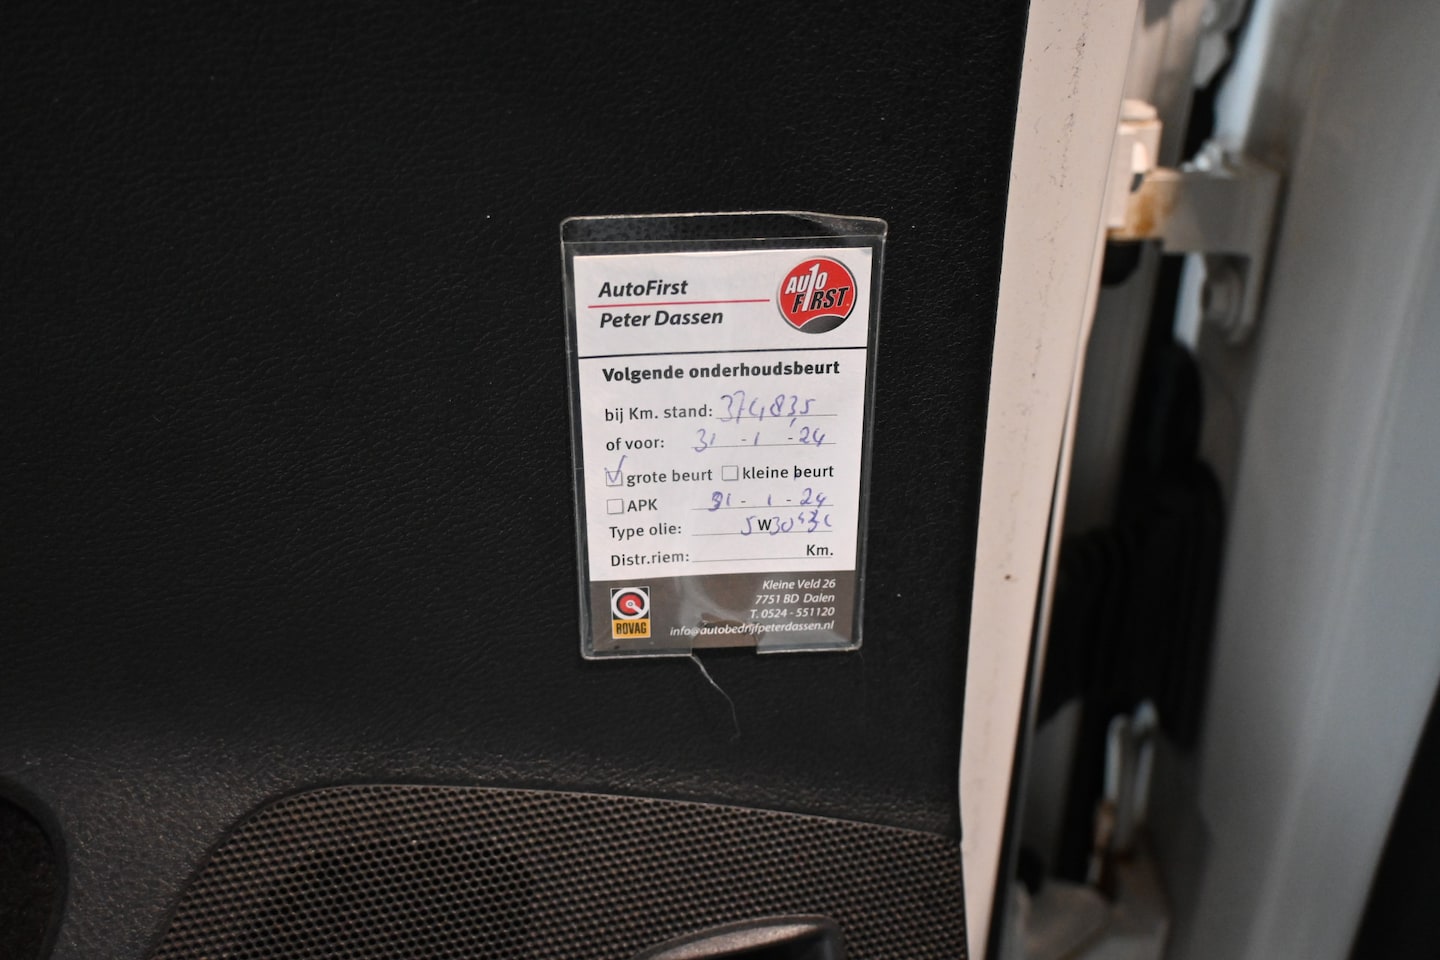 AutoFirst
Peter Dassen
AUTO
FIRST
Volgende onderhoudsbeurt
bij Km. stand: 374835
of voor: 31 - 1 - 24
grote beurt kleine beurt
APK 31 - 1 - 24
Type olie: 5W30
Distr.riem: Km.
BOVAG
Kleine Veld 26
7751 BD Dalen
T. 0524 - 551120
info@autobedrijfpeterdassen.nl